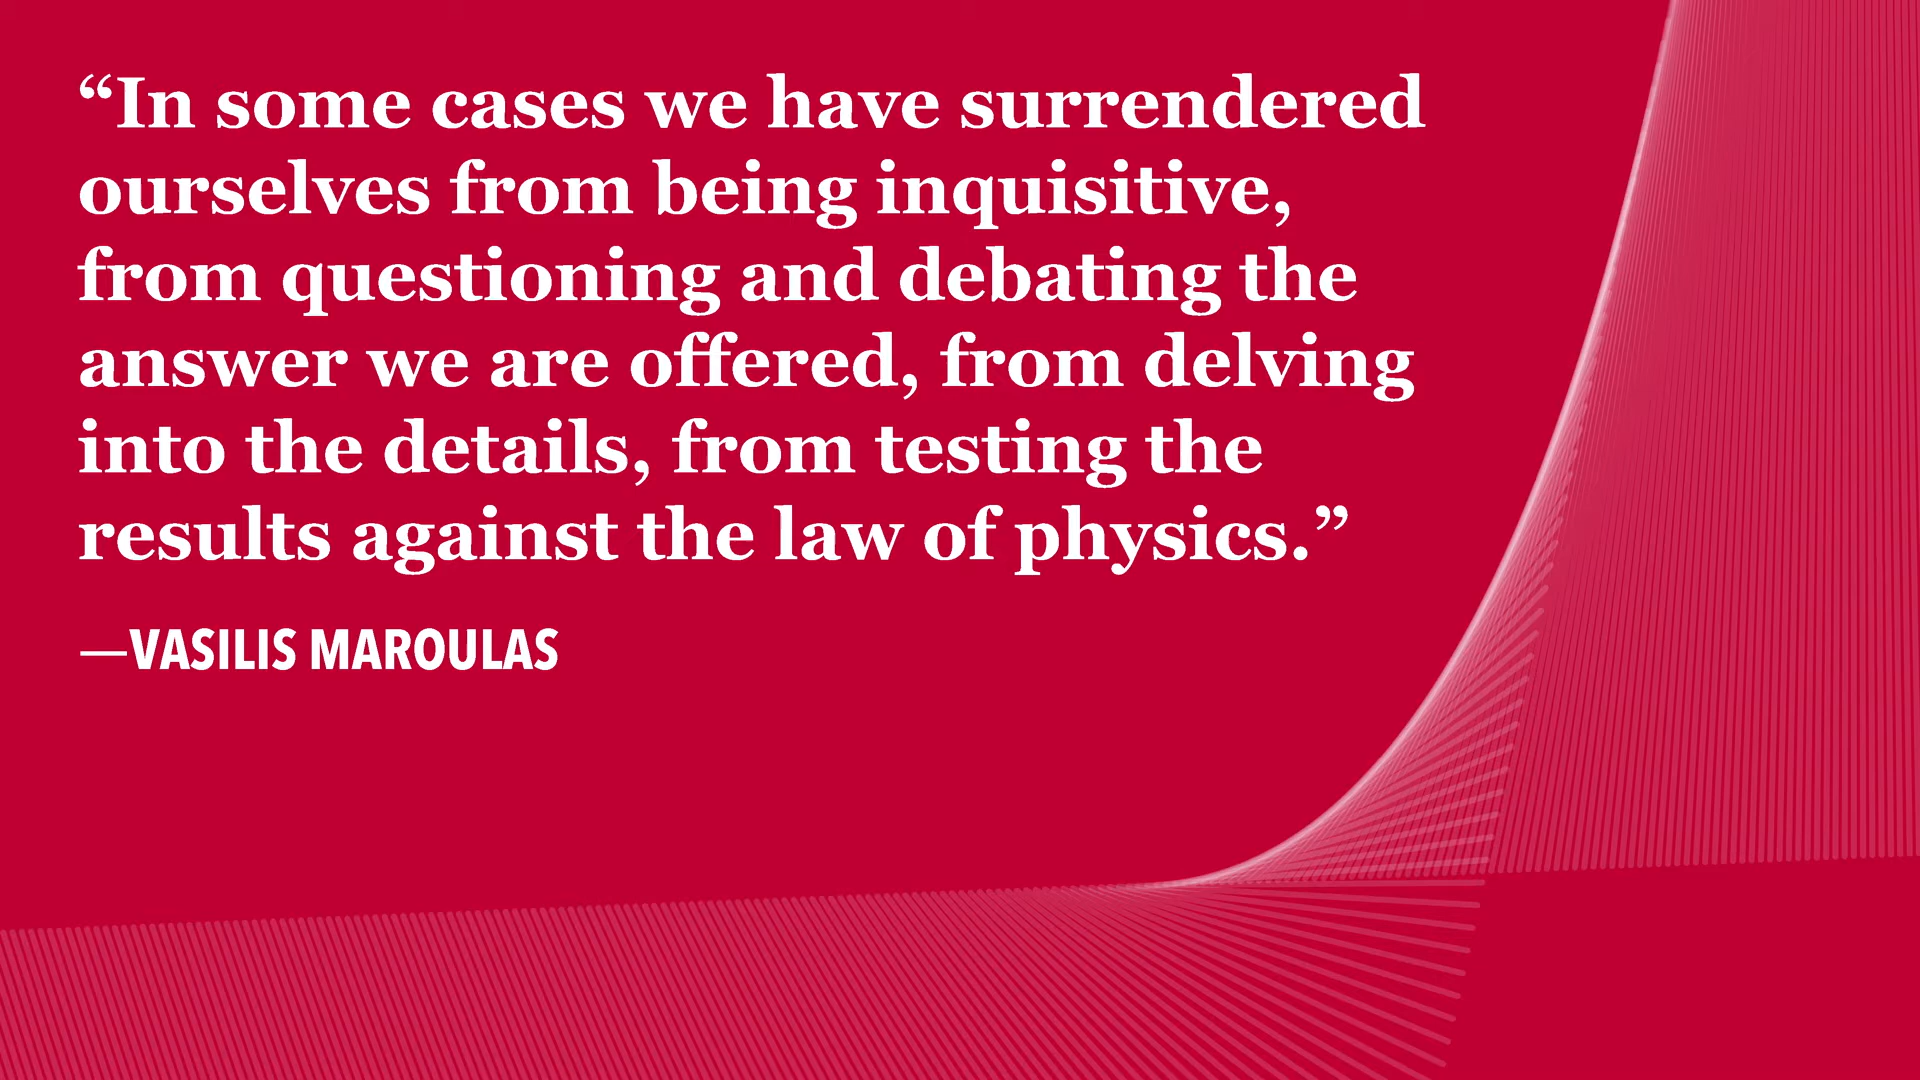 “In some cases we have surrendered
ourselves from being inquisitive,
from questioning and debating the
answer we are offered, from delving
into the details, from testing the
results against the law of physics.”
—VASILIS MAROULAS